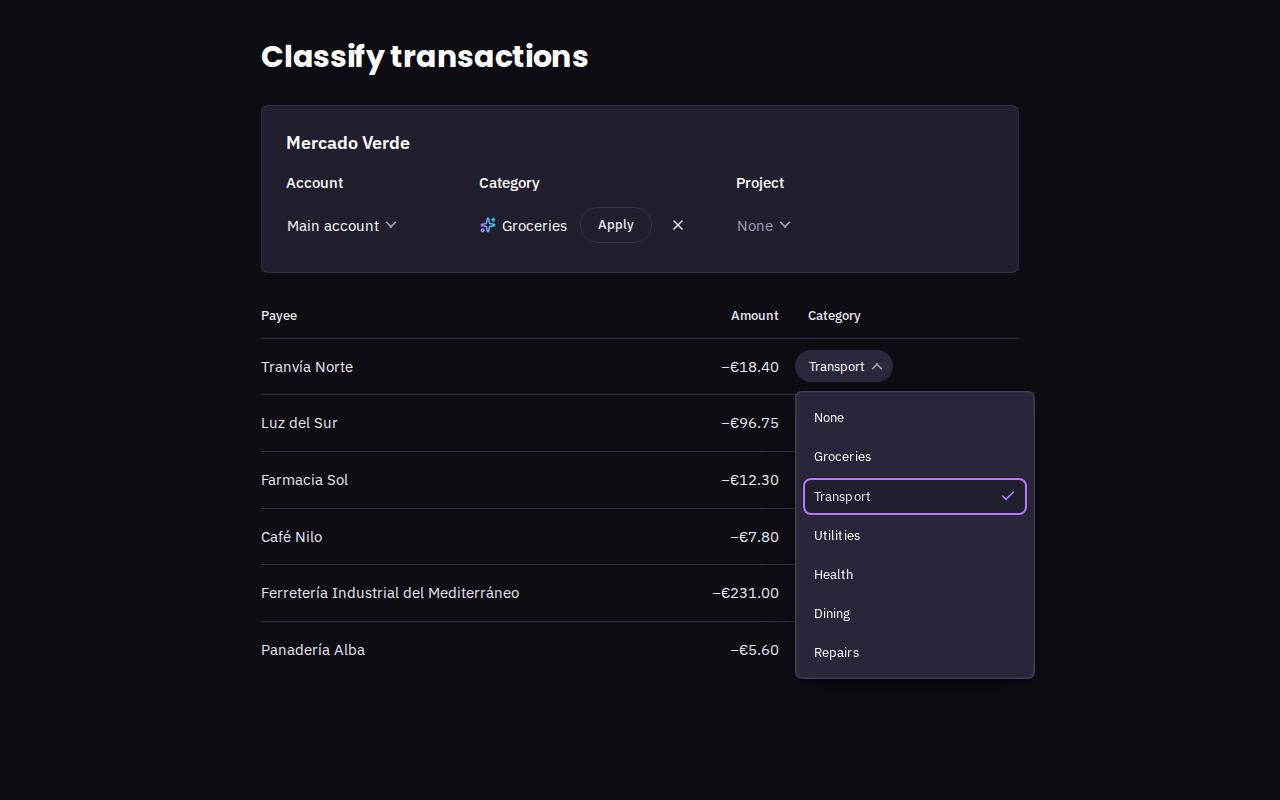 Classify transactions
Mercado Verde
Account Category Project
Main account Groceries Apply None
Payee Amount Category
Tranvía Norte −€18.40 Transport
Luz del Sur −€96.75
Farmacia Sol −€12.30
Café Nilo −€7.80
Ferretería Industrial del Mediterráneo −€231.00
Panadería Alba −€5.60
None
Groceries
Transport
Utilities
Health
Dining
Repairs